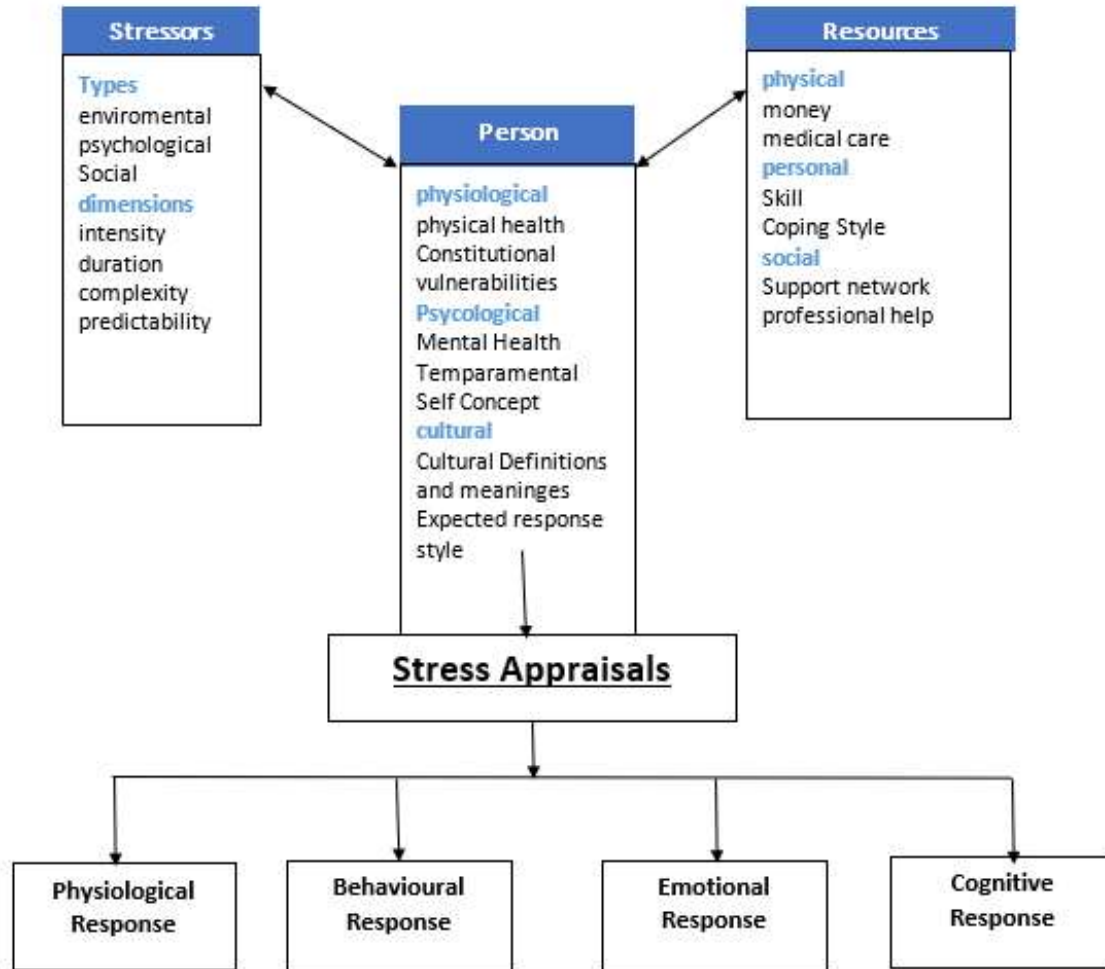 Stressors
Types
enviromental
psychological
Social
dimensions
intensity
duration
complexity
predictability
Person
physiological
physical health
Constitutional
vulnerabilities
Psycological
Mental Health
Temparamental
Self Concept
cultural
Cultural Definitions
and meaninges
Expected response
style
Resources
physical
money
medical care
personal
Skill
Coping Style
social
Support network
professional help
Stress Appraisals
Physiological
Response
Behavioural
Response
Emotional
Response
Cognitive
Response